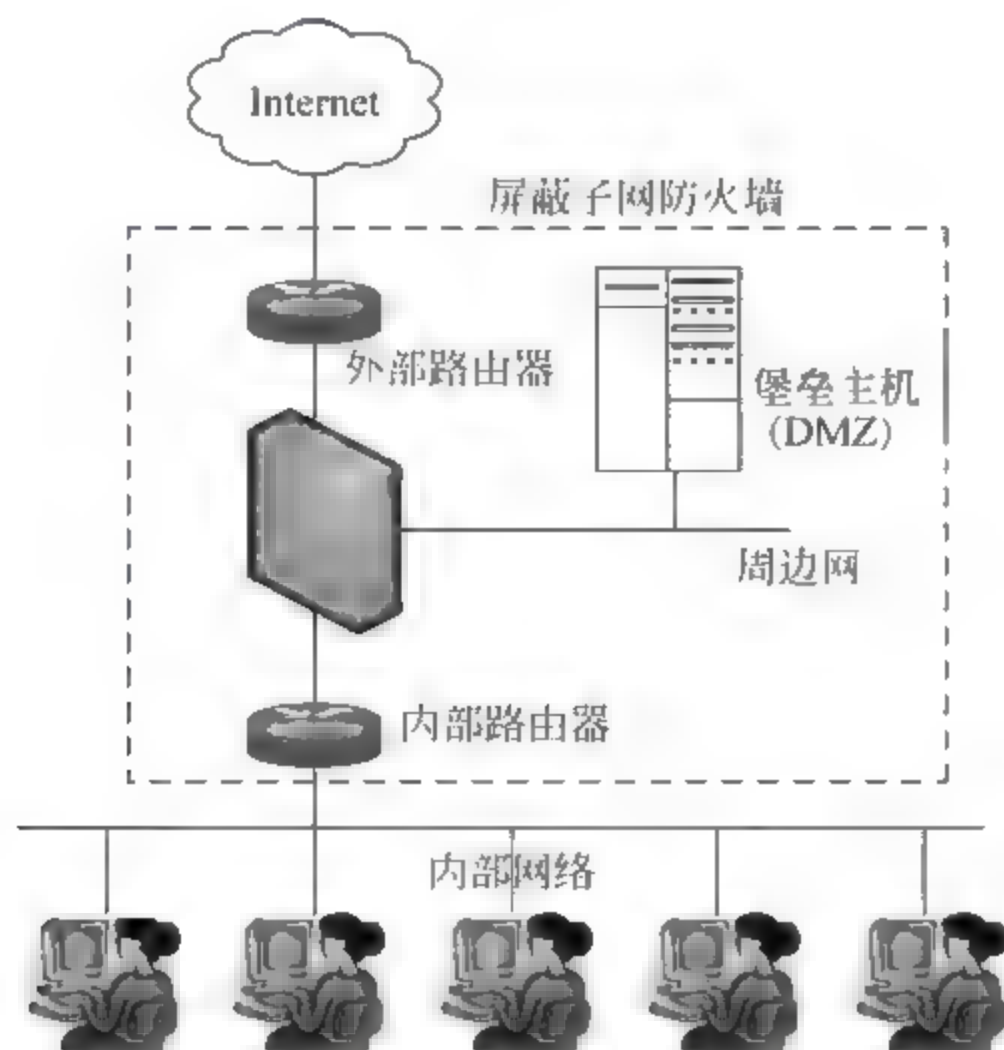 Internet
屏蔽子网防火墙
外部路由器
堡垒主机
(DMZ)
周边网
内部路由器
内部网络